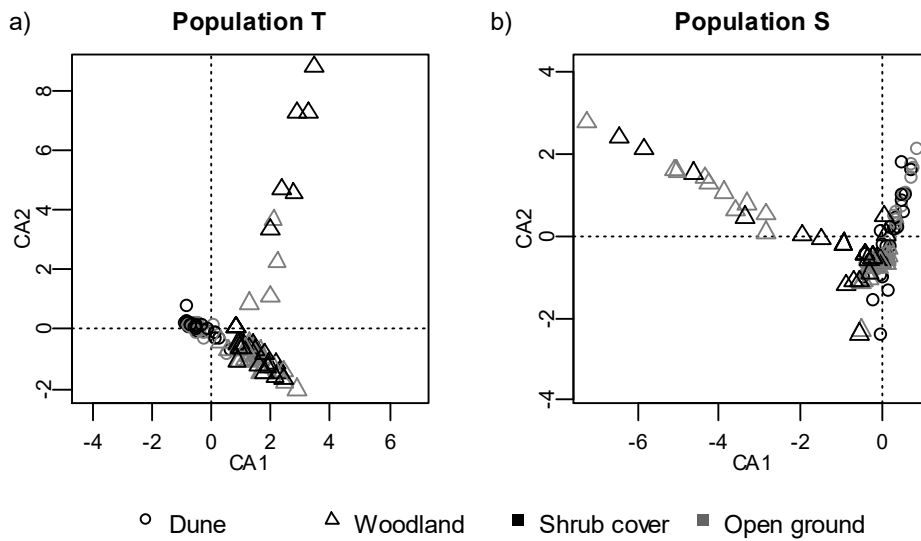 a) Population T
b) Population S
CA2
8
6
4
2
0
-2
-4 -2 0 2 4 6
CA1
CA2
4
2
0
-2
-4
-6 -4 -2 0
CA1
Dune Woodland Shrub cover Open ground